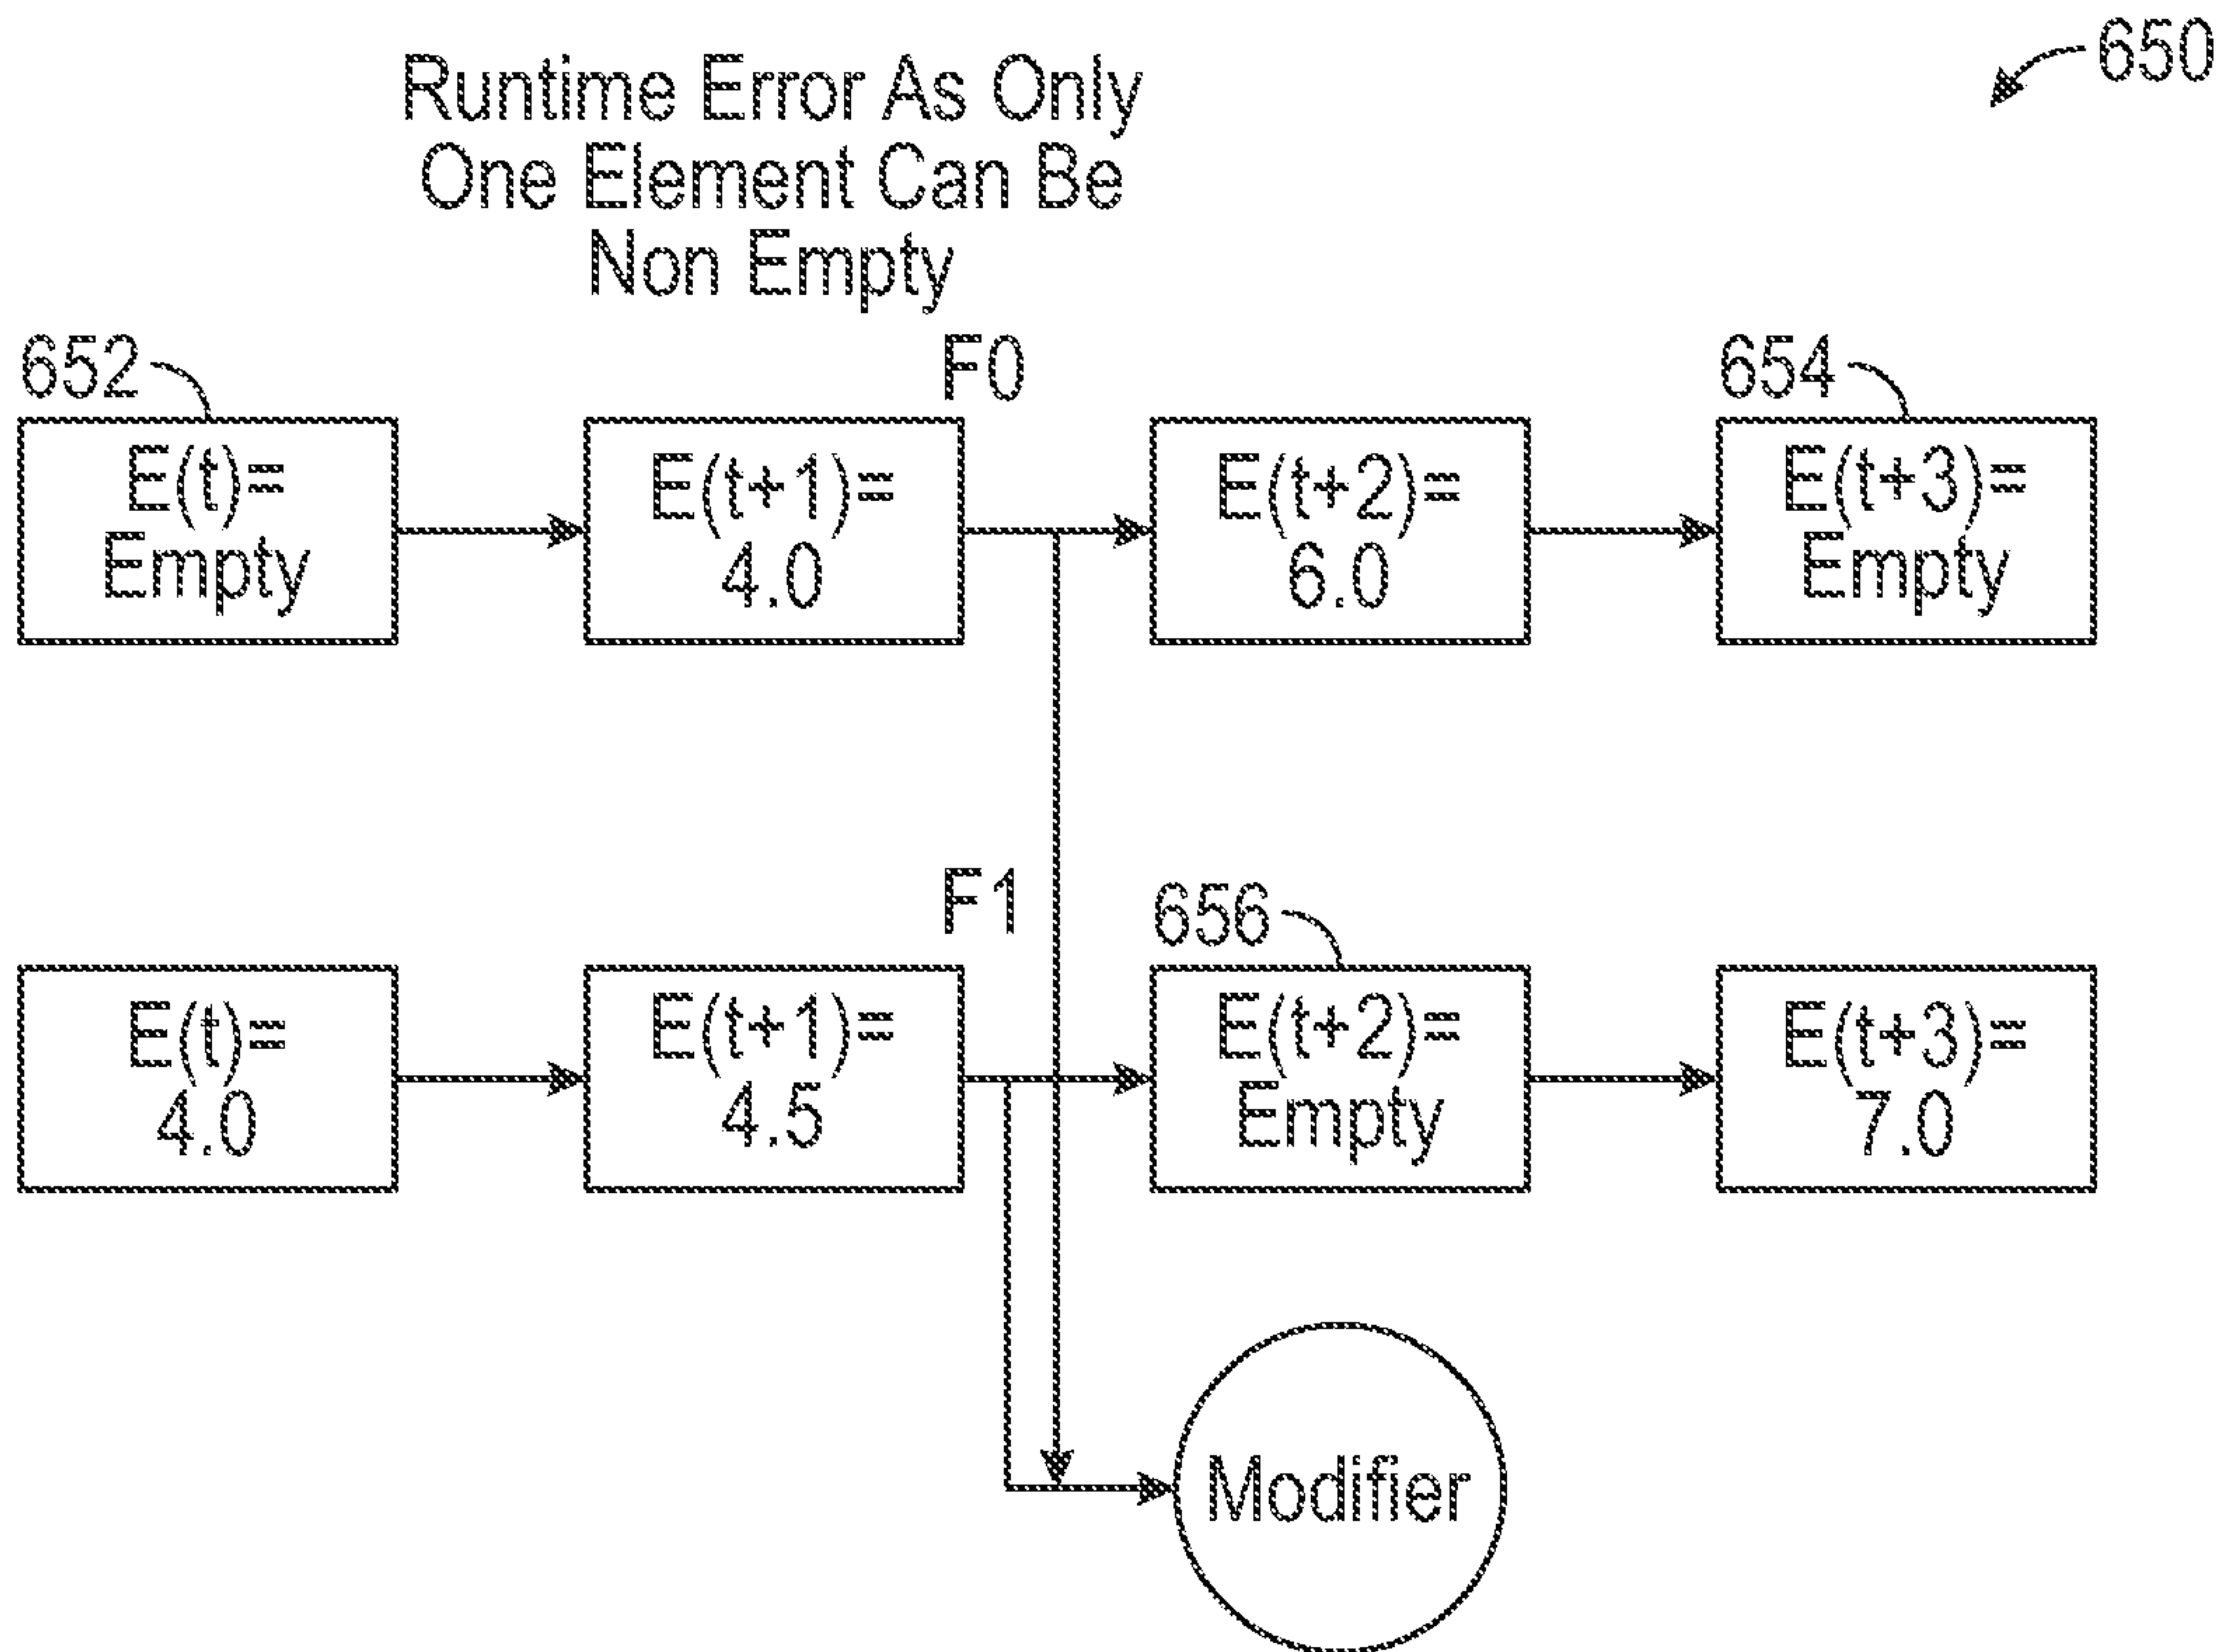 650
Runtime Error As Only
One Element Can Be
Non Empty
652
F0
654
E(t)=
Empty
E(t+1)=
4.0
E(t+2)=
6.0
E(t+3)=
Empty
F1
656
E(t)=
4.0
E(t+1)=
4.5
E(t+2)=
Empty
E(t+3)=
7.0
Modifier